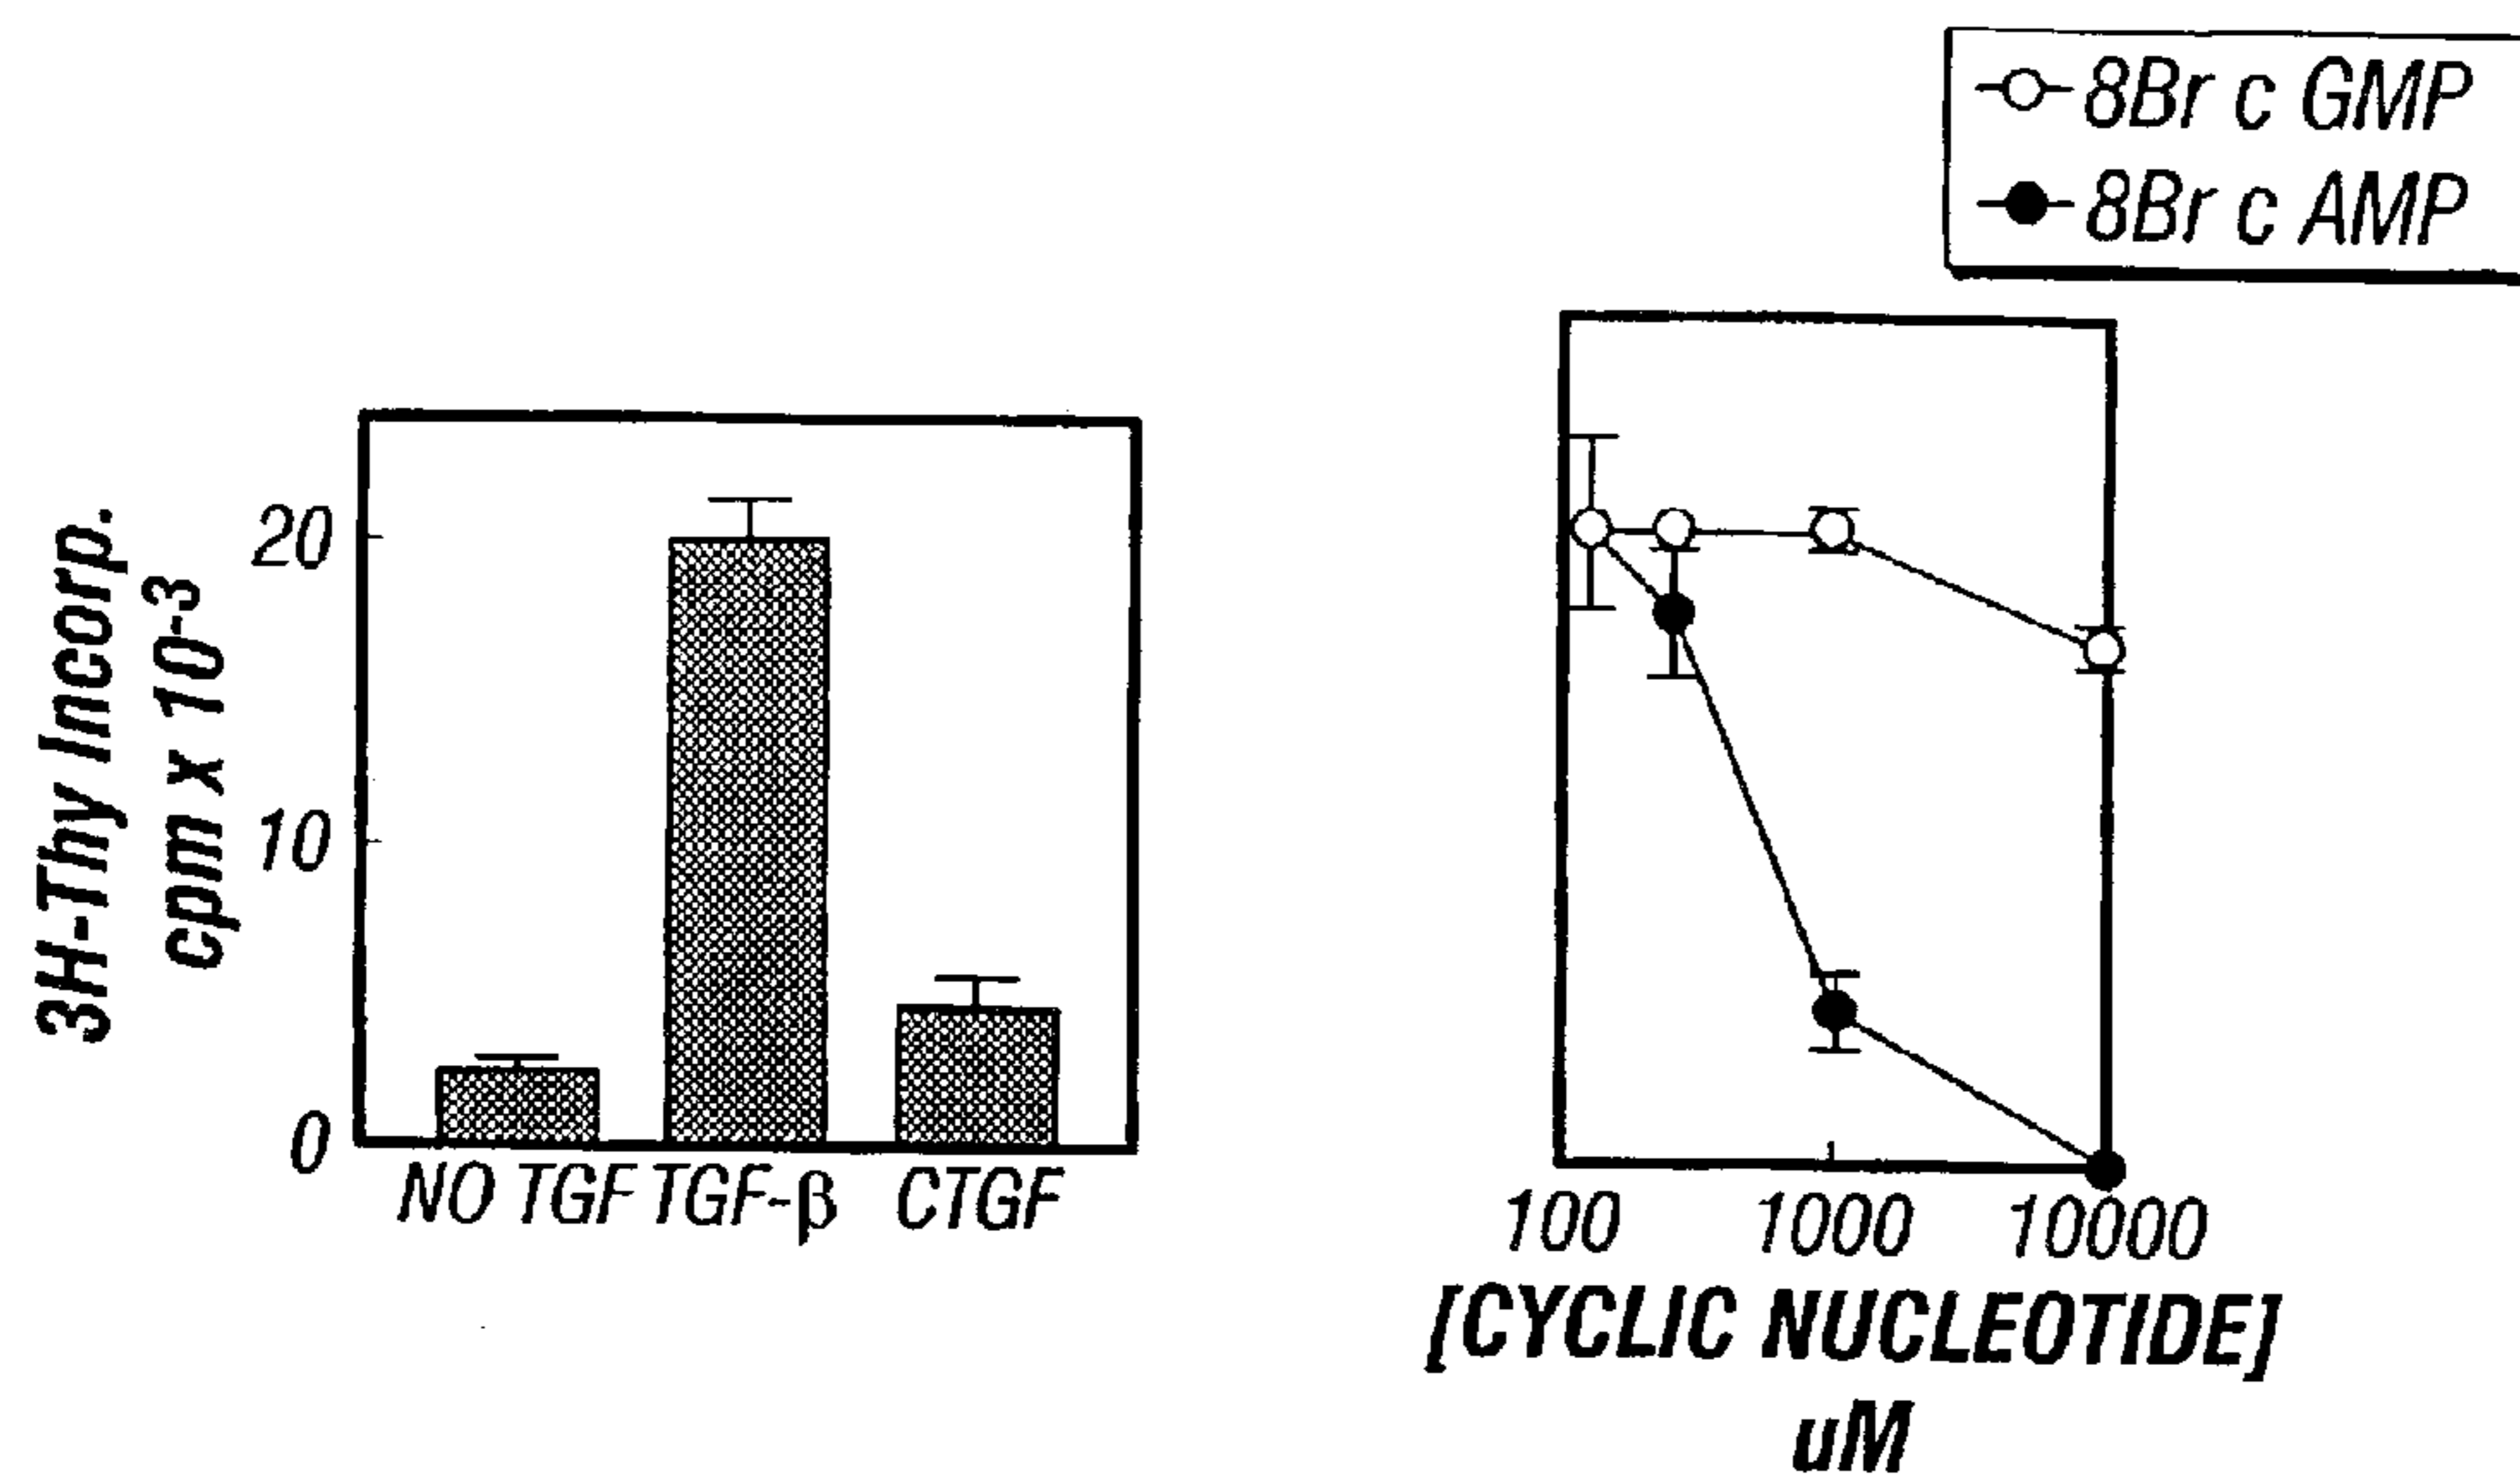 8Br c GMP
8Br c AMP
3H-Thy Incorp.
cpm x 10-3
20
10
0
NO TGF TGF-β CTGF
100 1000 10000
[CYCLIC NUCLEOTIDE]
uM